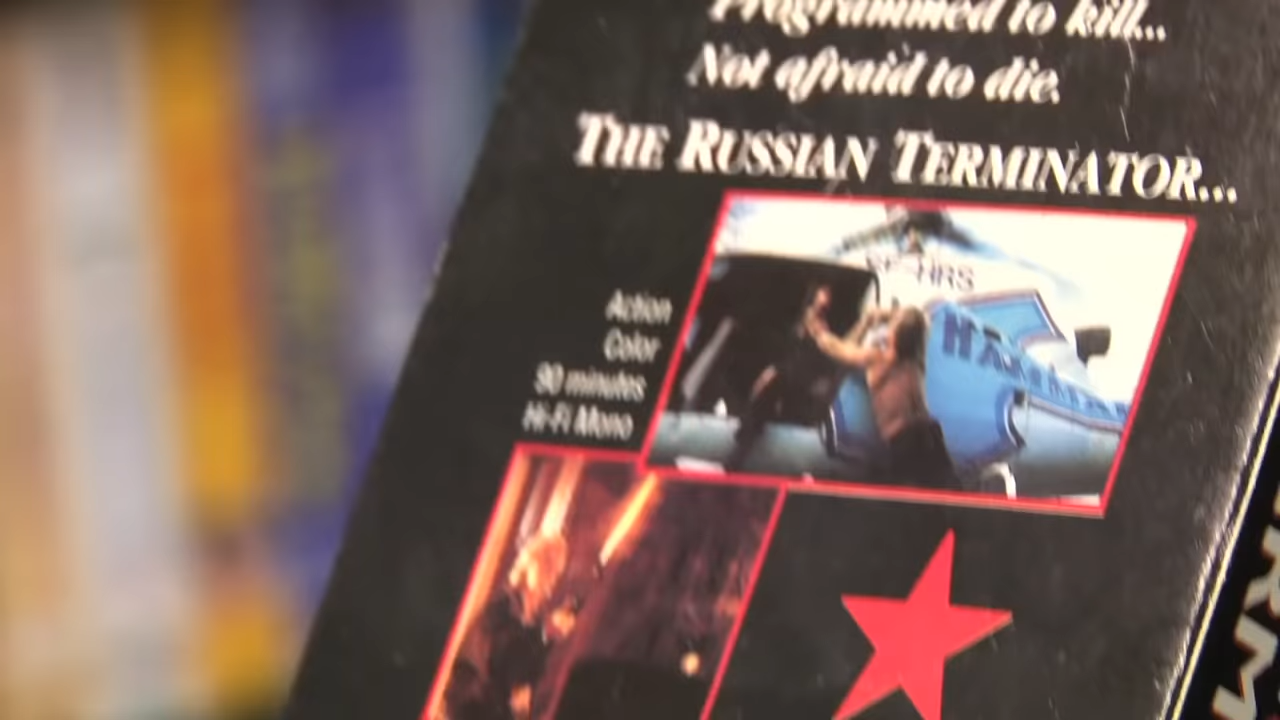 Programmed to kill...
Not afraid to die.
THE RUSSIAN TERMINATOR...
Action
Color
90 minutes
Hi-Fi Mono